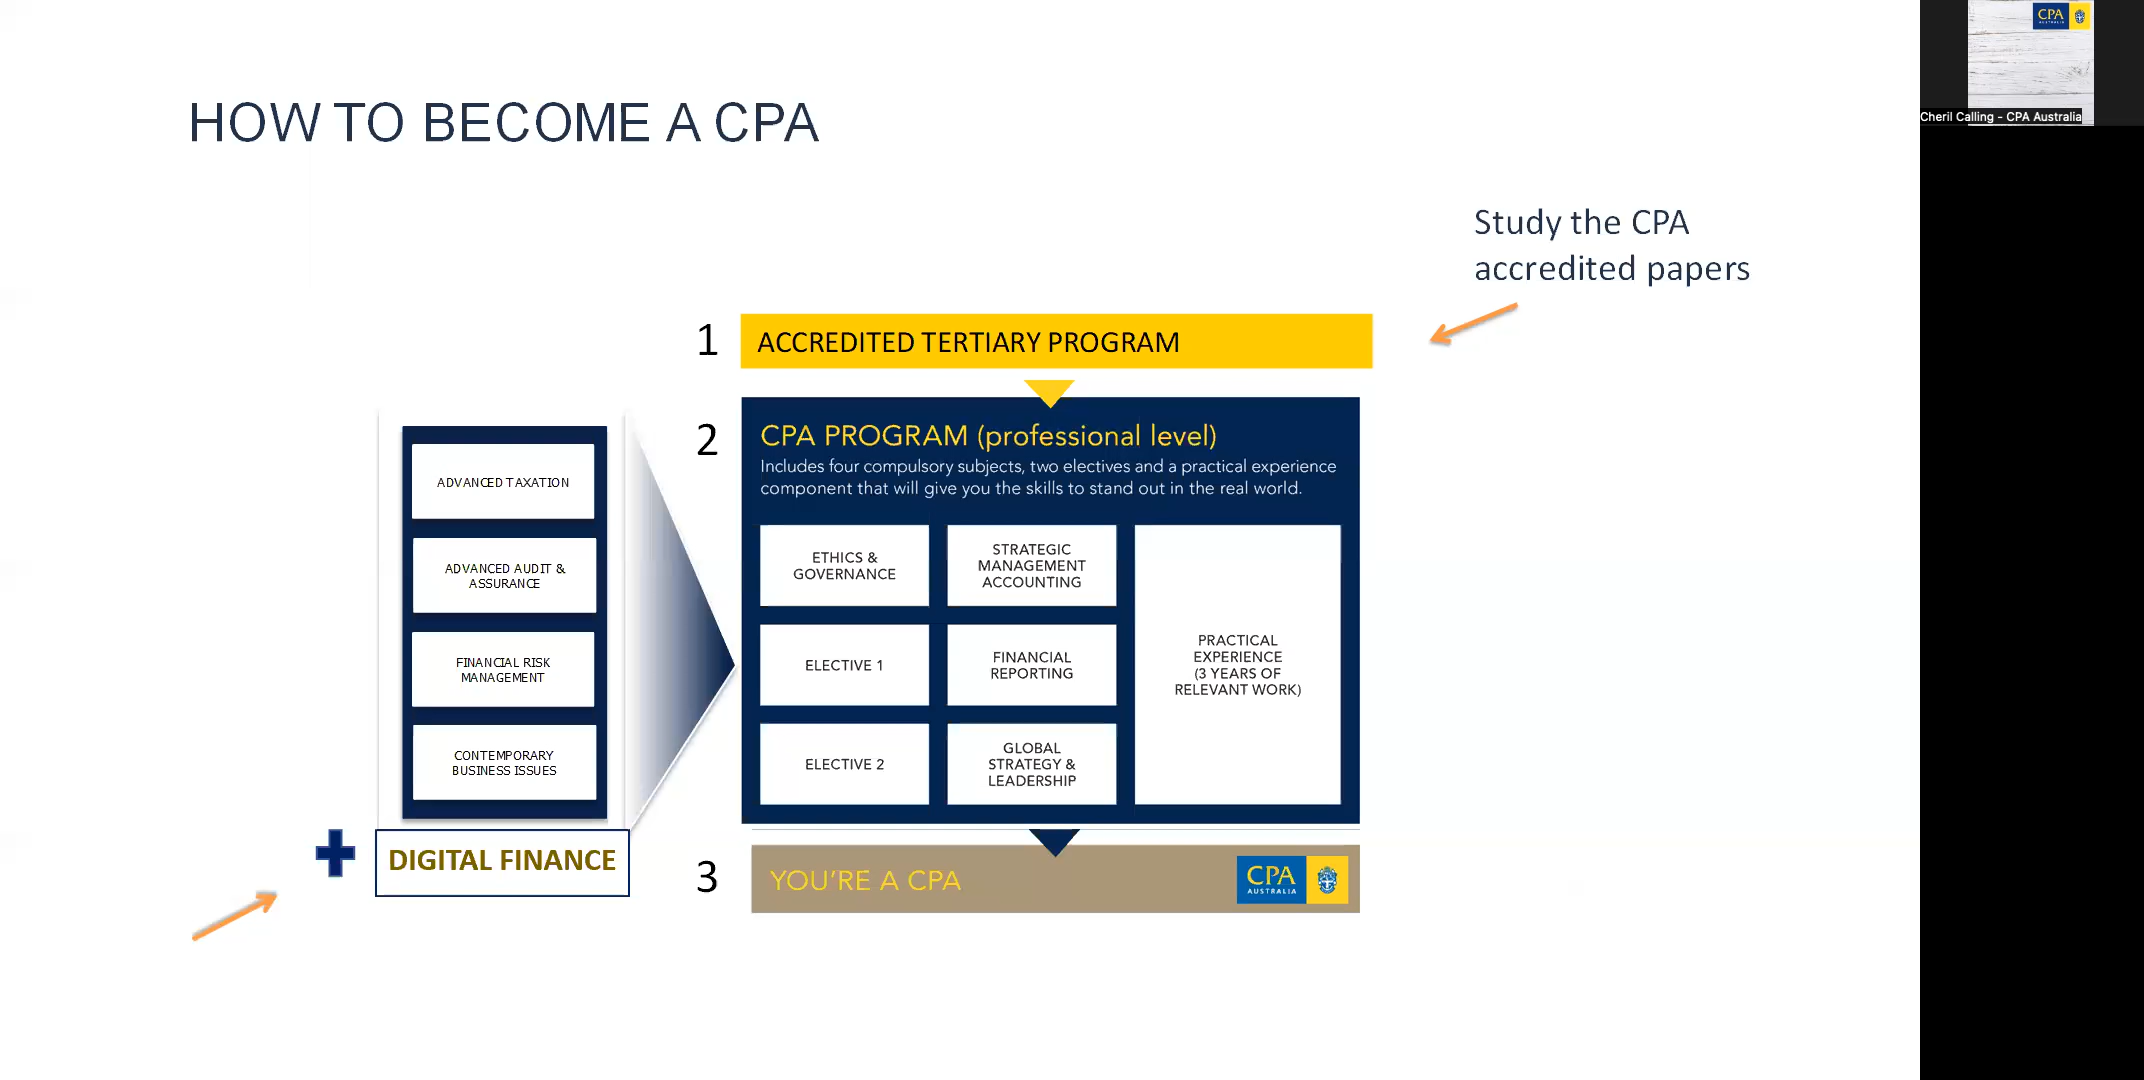 CPA
AUSTRALIA
Cheril Calling - CPA Australia
HOW TO BECOME A CPA
Study the CPA
accredited papers
1
ACCREDITED TERTIARY PROGRAM
2
CPA PROGRAM (professional level)
Includes four compulsory subjects, two electives and a practical experience
component that will give you the skills to stand out in the real world.
ADVANCED TAXATION
ADVANCED AUDIT &
ASSURANCE
FINANCIAL RISK
MANAGEMENT
CONTEMPORARY
BUSINESS ISSUES
DIGITAL FINANCE
ETHICS &
GOVERNANCE
STRATEGIC
MANAGEMENT
ACCOUNTING
ELECTIVE 1
FINANCIAL
REPORTING
ELECTIVE 2
GLOBAL
STRATEGY &
LEADERSHIP
PRACTICAL
EXPERIENCE
(3 YEARS OF
RELEVANT WORK)
3
YOU'RE A CPA
CPA
AUSTRALIA